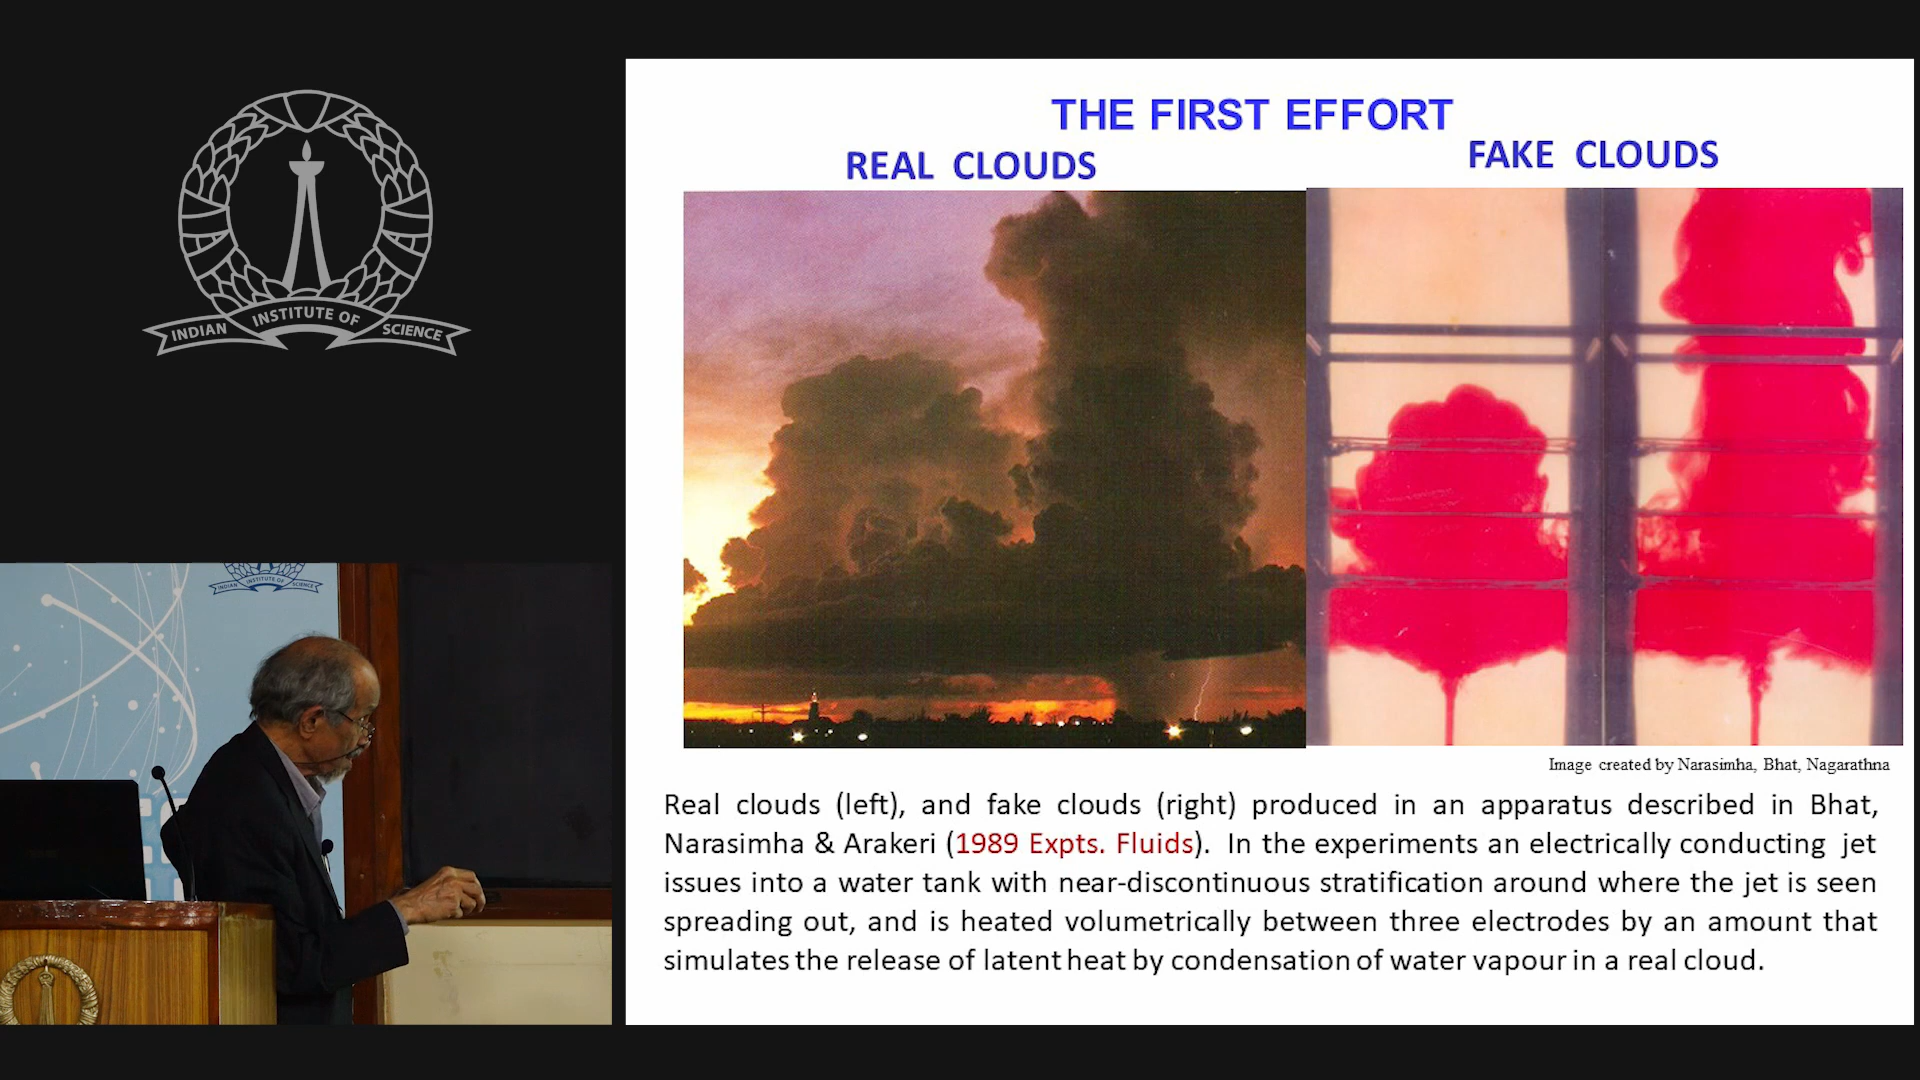 INDIAN INSTITUTE OF SCIENCE
THE FIRST EFFORT
REAL CLOUDS
FAKE CLOUDS
Image created by Narasimha, Bhat, Nagarathna
Real clouds (left), and fake clouds (right) produced in an apparatus described in Bhat,
Narasimha & Arakeri (1989 Expts. Fluids). In the experiments an electrically conducting jet
issues into a water tank with near-discontinuous stratification around where the jet is seen
spreading out, and is heated volumetrically between three electrodes by an amount that
simulates the release of latent heat by condensation of water vapour in a real cloud.
INDIAN INSTITUTE OF SCIENCE